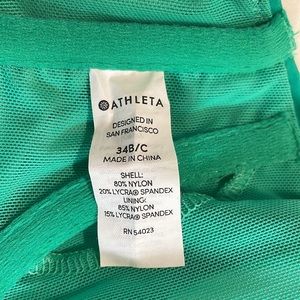 ATHLETA
DESIGNED IN
SAN FRANCISCO
34B/C
MADE IN CHINA
SHELL:
80% NYLON
20% LYCRA® SPANDEX
LINING:
85% NYLON
15% LYCRA® SPANDEX
RN 54023